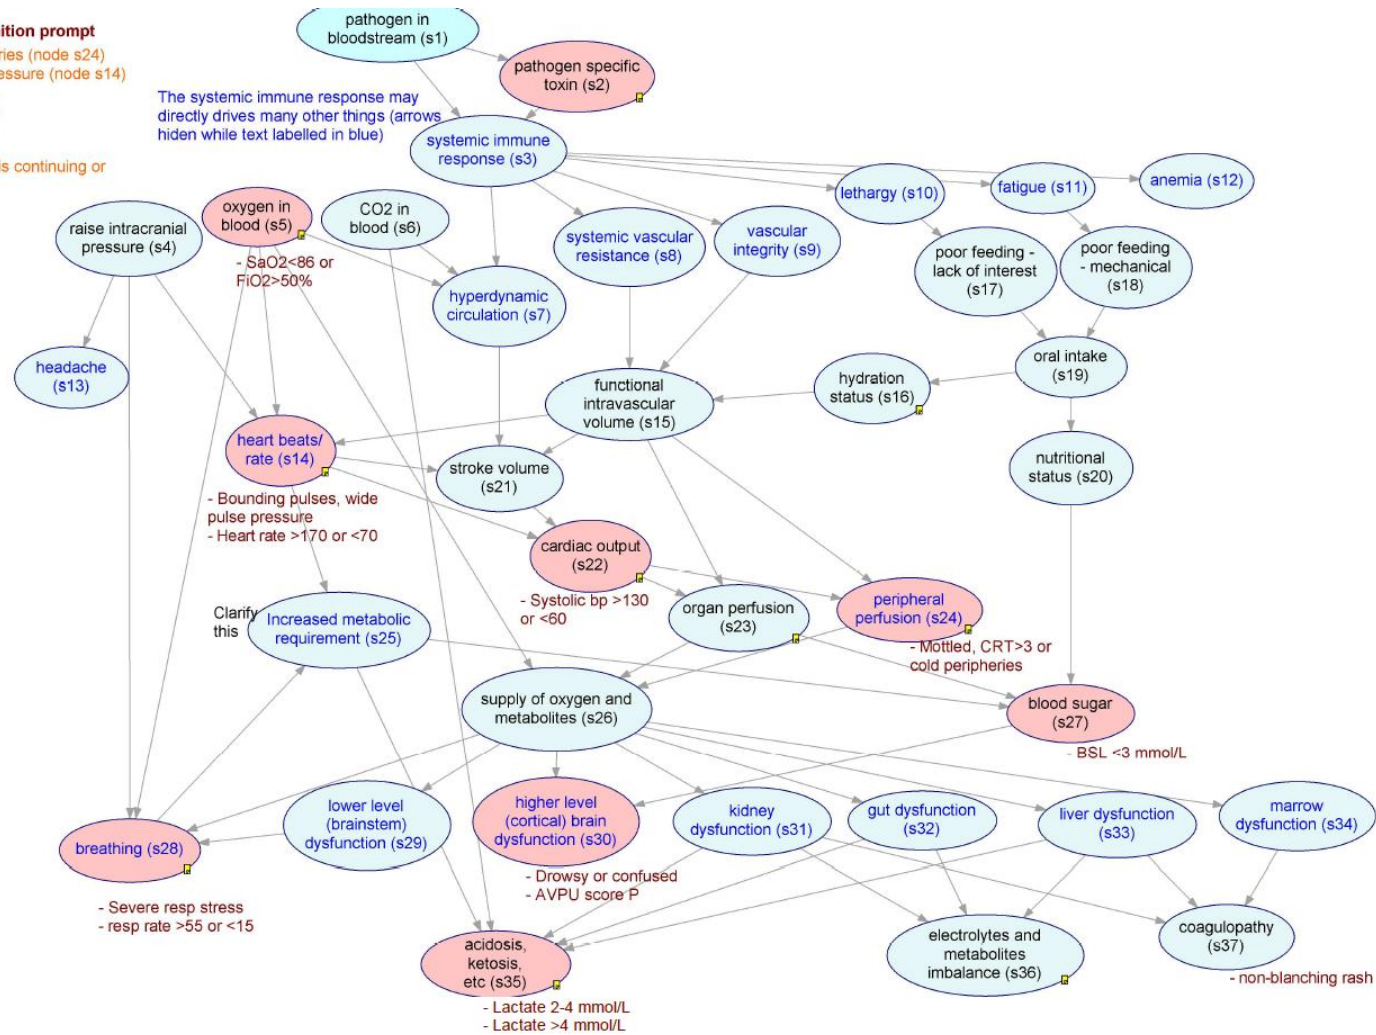 ition prompt
ries (node s24)
essure (node s14)
is continuing or
pathogen in
bloodstream (s1)
pathogen specific
toxin (s2)
The systemic immune response may
directly drives many other things (arrows
hiden while text labelled in blue)
systemic immune
response (s3)
lethargy (s10)
fatigue (s11)
anemia (s12)
raise intracranial
pressure (s4)
oxygen in
blood (s5)
CO2 in
blood (s6)
- SaO2<86 or
FiO2>50%
systemic vascular
resistance (s8)
vascular
integrity (s9)
poor feeding -
lack of interest
(s17)
poor feeding
- mechanical
(s18)
hyperdynamic
circulation (s7)
headache
(s13)
functional
intravascular
volume (s15)
hydration
status (s16)
oral intake
(s19)
heart beats/
rate (s14)
- Bounding pulses, wide
pulse pressure
- Heart rate >170 or <70
stroke volume
(s21)
nutritional
status (s20)
cardiac output
(s22)
- Systolic bp >130
or <60
organ perfusion
(s23)
peripheral
perfusion (s24)
- Mottled, CRT>3 or
cold peripheries
Clarify
this
Increased metabolic
requirement (s25)
supply of oxygen and
metabolites (s26)
blood sugar
(s27)
- BSL <3 mmol/L
breathing (s28)
- Severe resp stress
- resp rate >55 or <15
lower level
(brainstem)
dysfunction (s29)
higher level
(cortical) brain
dysfunction (s30)
- Drowsy or confused
- AVPU score P
kidney
dysfunction (s31)
gut dysfunction
(s32)
liver dysfunction
(s33)
marrow
dysfunction (s34)
acidosis,
ketosis,
etc (s35)
- Lactate 2-4 mmol/L
- Lactate >4 mmol/L
electrolytes and
metabolites
imbalance (s36)
coagulopathy
(s37)
- non-blanching rash